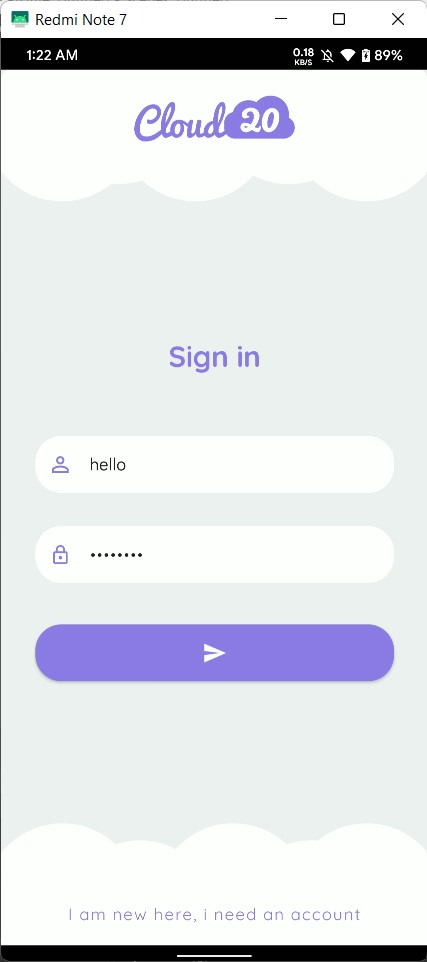 Redmi Note 7
1:22 AM
0.18
KB/S
89%
Cloud 20
Sign in
hello
••••••••
I am new here, i need an account